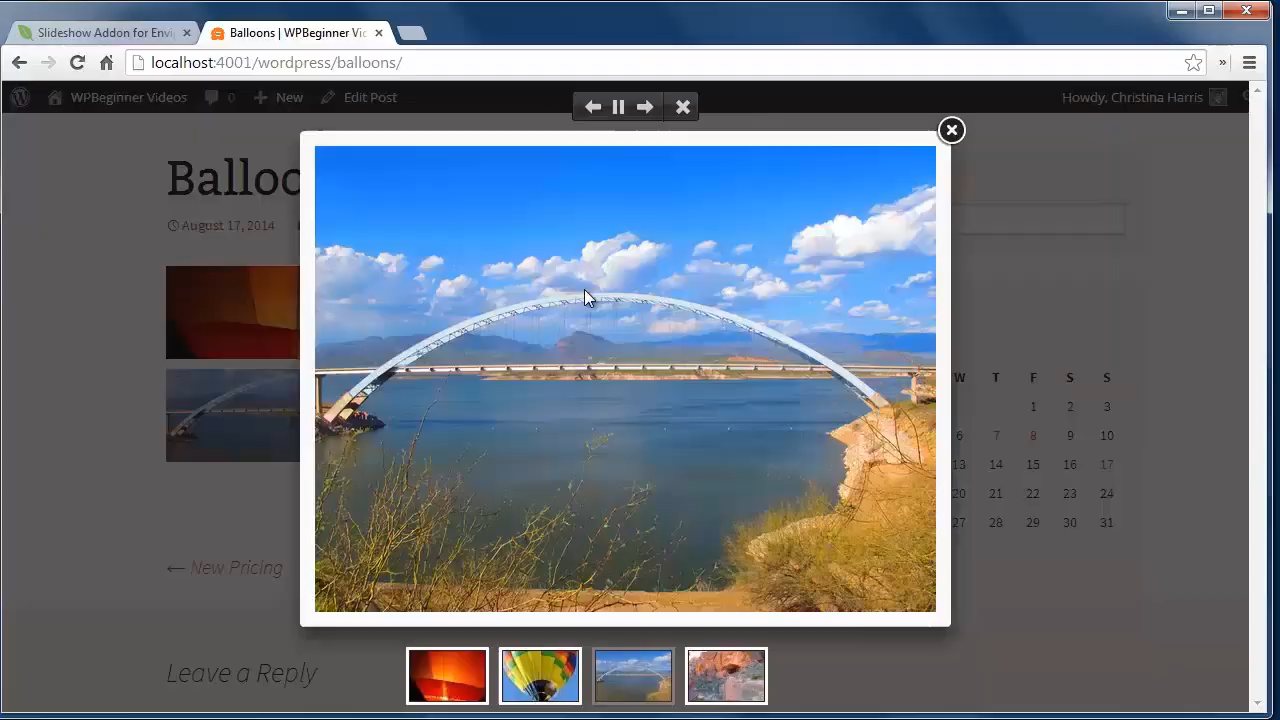 Slideshow Addon for Envi
Balloons | WPBeginner Vi
localhost:4001/wordpress/balloons/
WPBeginner Videos 0 New Edit Post Howdy, Christina Harris
Balloo
August 17, 2014
W T F S S
1 2 3
6 7 8 9 10
13 14 15 16 17
20 21 22 23 24
27 28 29 30 31
← New Pricing
Leave a Reply